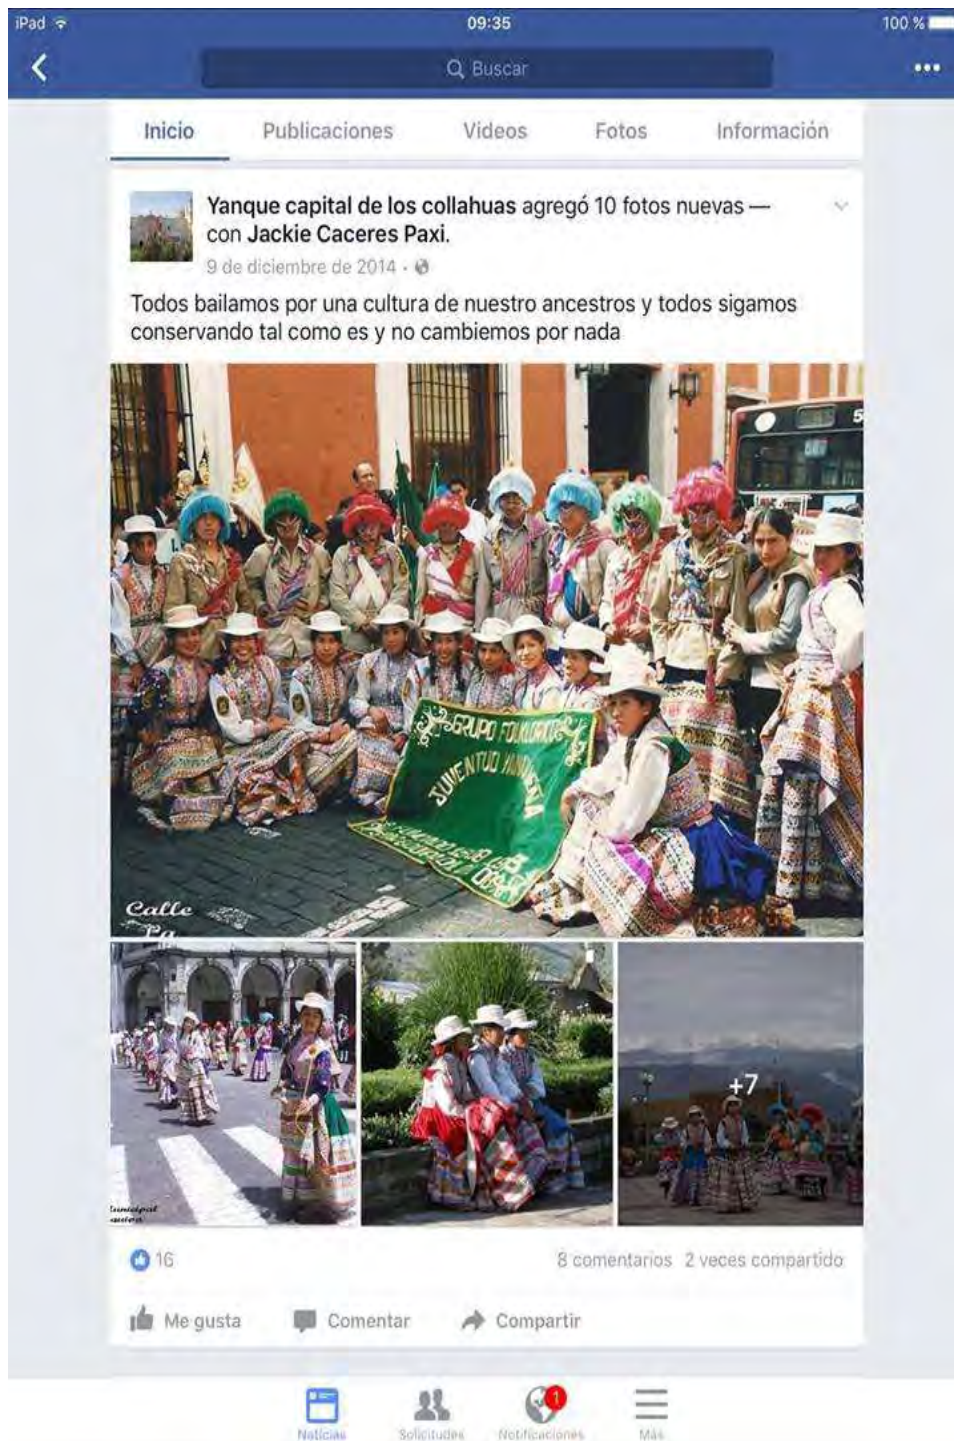 iPad
09:35
100 %
Buscar
Inicio Publicaciones Videos Fotos Información
Yanque capital de los collahuas agregó 10 fotos nuevas —
con Jackie Caceres Paxi.
9 de diciembre de 2014
Todos bailamos por una cultura de nuestro ancestros y todos sigamos
conservando tal como es y no cambiemos por nada
5
GRUPO FOLKLORICO
JUVENTUD
Calle
La
+7
16
8 comentarios 2 veces compartido
Me gusta Comentar Compartir
1
Noticias Solicitudes Notificaciones Más